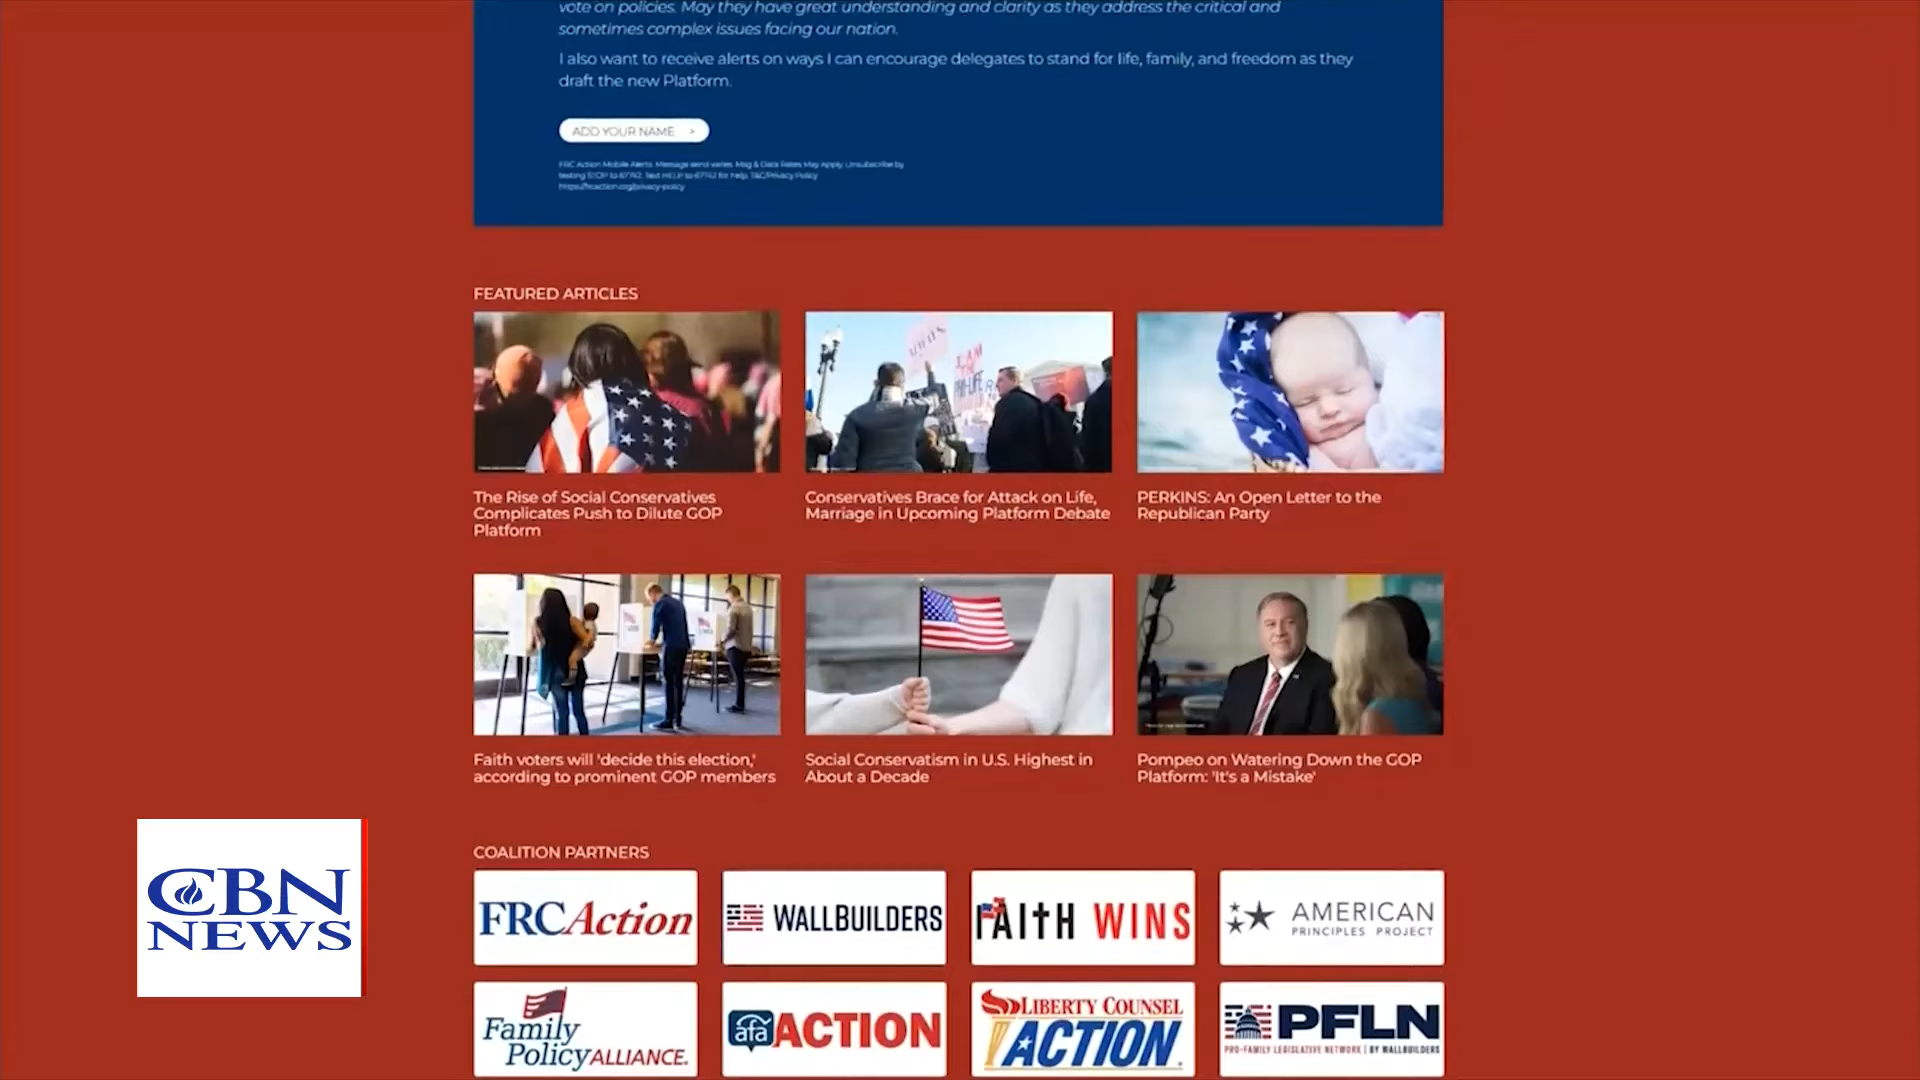 vote on policies. May they have great understanding and clarity as they address the critical and
sometimes complex issues facing our nation.
I also want to receive alerts on ways I can encourage delegates to stand for life, family, and freedom as they
draft the new Platform.
ADD YOUR NAME >
FRC Action Mobile Alerts. Message send varies. Msg & Data Rates May Apply. Unsubscribe by
texting STOP to 67742. Text HELP to 67742 for help. T&C/Privacy Policy
https://frcaction.org/privacy-policy
FEATURED ARTICLES
I AM
THE
PRO-LIFE
The Rise of Social Conservatives
Complicates Push to Dilute GOP
Platform
Conservatives Brace for Attack on Life,
Marriage in Upcoming Platform Debate
PERKINS: An Open Letter to the
Republican Party
Faith voters will 'decide this election,'
according to prominent GOP members
Social Conservatism in U.S. Highest in
About a Decade
Pompeo on Watering Down the GOP
Platform: 'It's a Mistake'
COALITION PARTNERS
FRCAction
WALLBUILDERS
FAITH WINS
AMERICAN
PRINCIPLES PROJECT
Family
PolicyALLIANCE.
afa ACTION
LIBERTY COUNSEL
ACTION
PFLN
PRO-FAMILY LEGISLATIVE NETWORK | BY WALLBUILDERS
CBN
NEWS